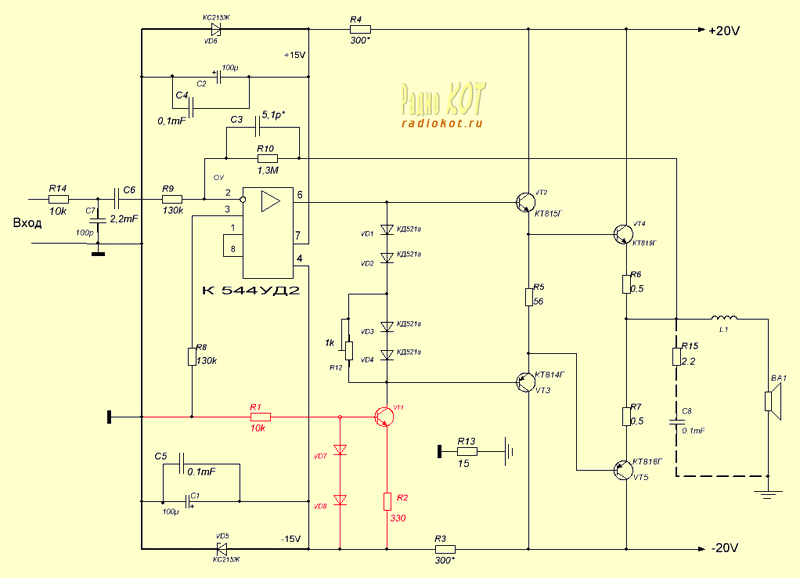 КС215Ж
VD6
R4
300*
+20V
+15V
+ 100р
C2
C4
0,1mF
Радио КОТ
radiokot.ru
C3
5,1p*
R10
1,3M
ОУ
R14
10k
C6
2,2mF
C7
100p
R9
130k
Вход
2
3
1
8
6
7
4
К 544УД2
VD1
КД521а
VD2
КД521а
VD3
КД521а
VD4
КД521а
1k
R12
VT2
КТ815Г
VT4
КТ819Г
R5
56
R6
0,5
L1
R15
2.2
BA1
C8
0.1mF
КТ814Г
VT3
R7
0,5
КТ818Г
VT5
R8
130k
R1
10k
VT1
VD7
VD8
R2
330
R13
15
C5
0.1mF
C1
100µ +
VD5
КС215Ж
-15V
R3
300*
-20V